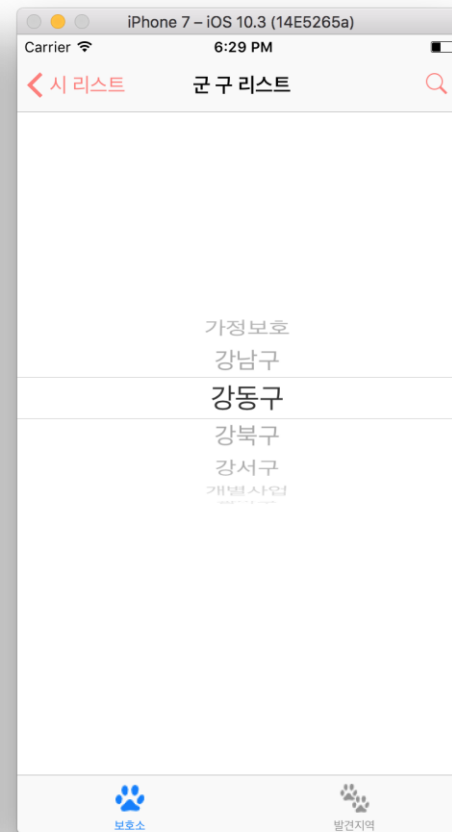 iPhone 7 – iOS 10.3 (14E5265a)
Carrier 6:29 PM
시 리스트 군 구 리스트
가정보호
강남구
강동구
강북구
강서구
개별사업
보호소 발견지역